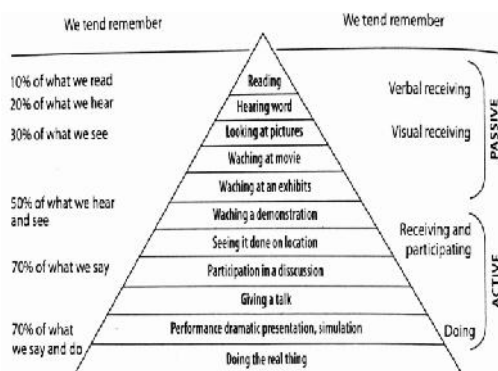 We tend remember
We tend remember
10% of what we read
20% of what we hear
30% of what we see
50% of what we hear
and see
70% of what we say
70% of what
we say and do
Reading
Hearing word
Looking at pictures
Waching at movie
Waching at an exhibits
Waching a demonstration
Seeing it done on location
Participation in a disscussion
Giving a talk
Performance dramatic presentation, simulation
Doing the real thing
Verbal receiving
Visual receiving
Receiving and
participating
Doing
PASSIVE
ACTIVE